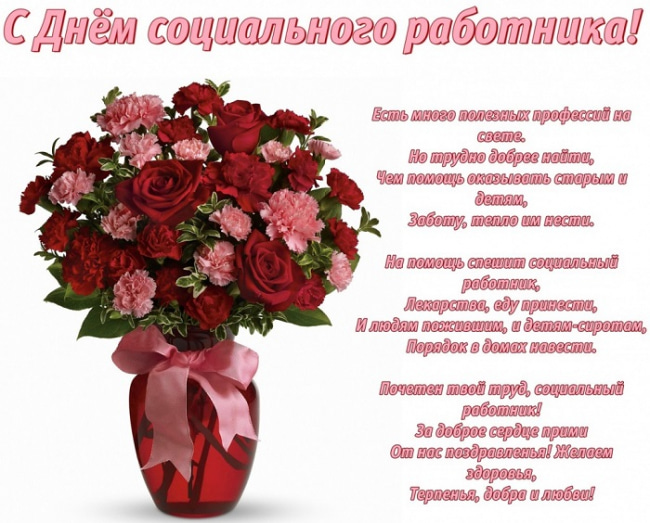 С Днём социального работника!
Есть много полезных профессий на
свете.
Но трудно добрее найти,
Чем помощь оказывать старым и
детям,
Заботу, тепло им нести.
На помощь спешит социальный
работник,
Лекарства, еду принести,
И людям пожившим, и детям-сиротам,
Порядок в домах навести.
Почетен твой труд, социальный
работник!
За доброе сердце прими
От нас поздравленья! Желаем
здоровья,
Терпенья, добра и любви!